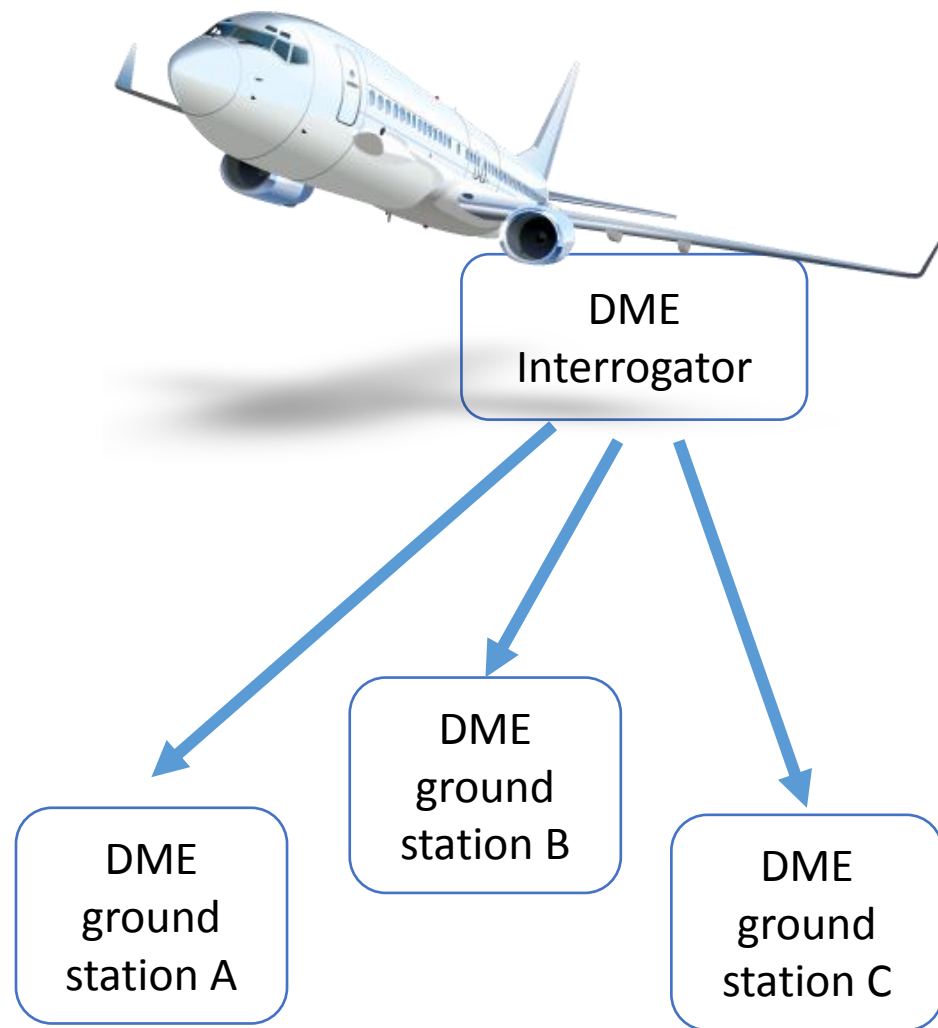 DME
Interrogator
DME
ground
station A
DME
ground
station B
DME
ground
station C